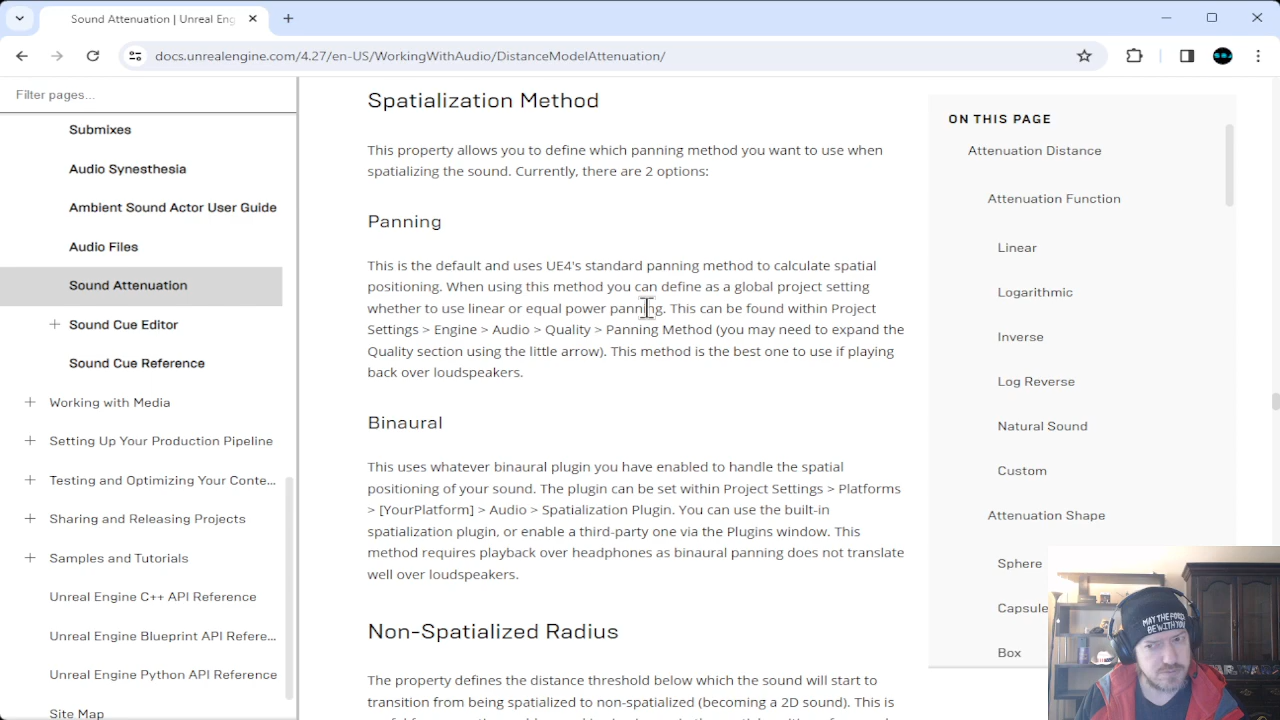 Sound Attenuation | Unreal Eng
docs.unrealengine.com/4.27/en-US/WorkingWithAudio/DistanceModelAttenuation/
Filter pages...
Submixes
Audio Synesthesia
Ambient Sound Actor User Guide
Audio Files
Sound Attenuation
Sound Cue Editor
Sound Cue Reference
Working with Media
Setting Up Your Production Pipeline
Testing and Optimizing Your Conte...
Sharing and Releasing Projects
Samples and Tutorials
Unreal Engine C++ API Reference
Unreal Engine Blueprint API Refere...
Unreal Engine Python API Reference
Site Map
Spatialization Method
This property allows you to define which panning method you want to use when
spatializing the sound. Currently, there are 2 options:
Panning
This is the default and uses UE4's standard panning method to calculate spatial
positioning. When using this method you can define as a global project setting
whether to use linear or equal power panning. This can be found within Project
Settings > Engine > Audio > Quality > Panning Method (you may need to expand the
Quality section using the little arrow). This method is the best one to use if playing
back over loudspeakers.
Binaural
This uses whatever binaural plugin you have enabled to handle the spatial
positioning of your sound. The plugin can be set within Project Settings > Platforms
> [YourPlatform] > Audio > Spatialization Plugin. You can use the built-in
spatialization plugin, or enable a third-party one via the Plugins window. This
method requires playback over headphones as binaural panning does not translate
well over loudspeakers.
Non-Spatialized Radius
The property defines the distance threshold below which the sound will start to
transition from being spatialized to non-spatialized (becoming a 2D sound). This is
ON THIS PAGE
Attenuation Distance
Attenuation Function
Linear
Logarithmic
Inverse
Log Reverse
Natural Sound
Custom
Attenuation Shape
Sphere
Capsule
Box
MAY THE FORCE
BE WITH YOU